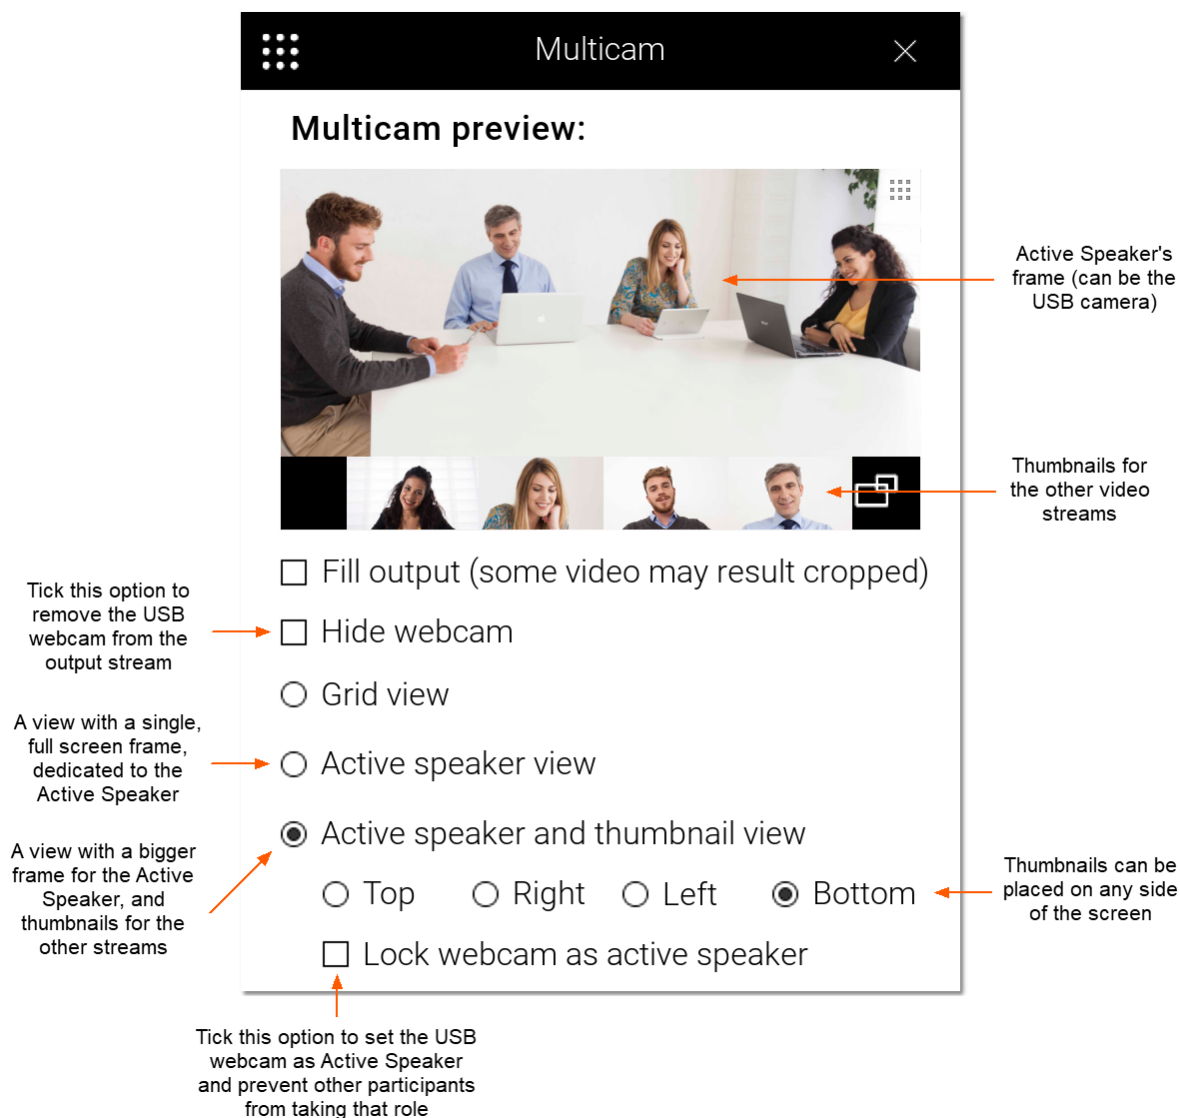 Multicam
Multicam preview:
Active Speaker's
frame (can be the
USB camera)
Thumbnails for
the other video
streams
Fill output (some video may result cropped)
Tick this option to
remove the USB
webcam from the
output stream
Hide webcam
Grid view
A view with a single,
full screen frame,
dedicated to the
Active Speaker
Active speaker view
Active speaker and thumbnail view
A view with a bigger
frame for the Active
Speaker, and
thumbnails for the
other streams
Top Right Left Bottom
Thumbnails can be
placed on any side
of the screen
Lock webcam as active speaker
Tick this option to set the USB
webcam as Active Speaker
and prevent other participants
from taking that role